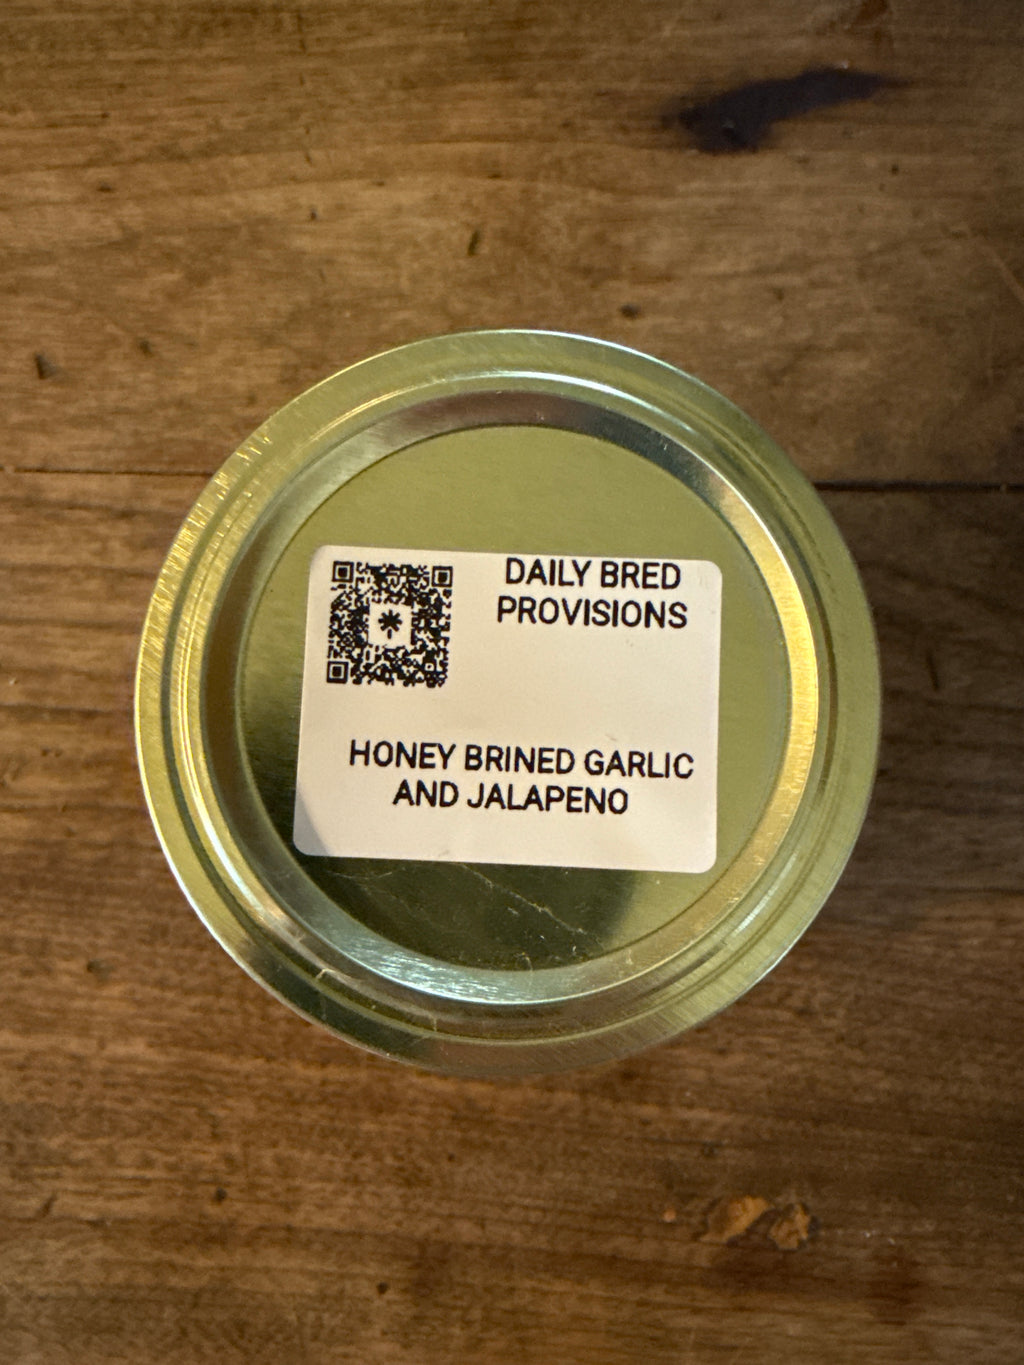 DAILY BRED
PROVISIONS
HONEY BRINED GARLIC
AND JALAPENO